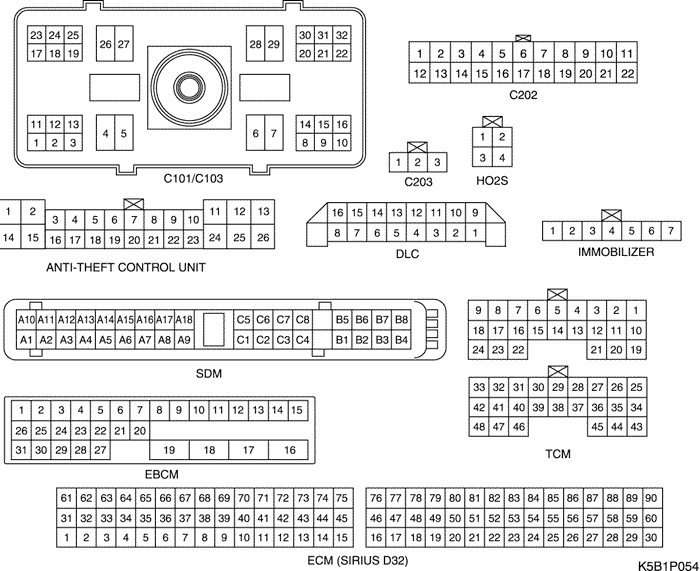 23 24 25 26 27 28 29 30 31 32
17 18 19 20 21 22
11 12 13 4 5 6 7 14 15 16
1 2 3 8 9 10
C101/C103
1 2 3 4 5 6 7 8 9 10 11
12 13 14 15 16 17 18 19 20 21 22
C202
1 2 3
C203
1 2
3 4
HO2S
1 2 3 4 5 6 7 8 9 10 11 12 13
14 15 16 17 18 19 20 21 22 23 24 25 26
ANTI-THEFT CONTROL UNIT
16 15 14 13 12 11 10 9
8 7 6 5 4 3 2 1
DLC
1 2 3 4 5 6 7
IMMOBILIZER
A10 A11 A12 A13 A14 A15 A16 A17 A18 C5 C6 C7 C8 B5 B6 B7 B8
A1 A2 A3 A4 A5 A6 A7 A8 A9 C1 C2 C3 C4 B1 B2 B3 B4
SDM
9 8 7 6 5 4 3 2 1
18 17 16 15 14 13 12 11 10
24 23 22 21 20 19
33 32 31 30 29 28 27 26 25
42 41 40 39 38 37 36 35 34
48 47 46 45 44 43
TCM
1 2 3 4 5 6 7 8 9 10 11 12 13 14 15
26 25 24 23 22 21 20
31 30 29 28 27 19 18 17 16
EBCM
61 62 63 64 65 66 67 68 69 70 71 72 73 74 75 76 77 78 79 80 81 82 83 84 85 86 87 88 89 90
31 32 33 34 35 36 37 38 39 40 41 42 43 44 45 46 47 48 49 50 51 52 53 54 55 56 57 58 59 60
1 2 3 4 5 6 7 8 9 10 11 12 13 14 15 16 17 18 19 20 21 22 23 24 25 26 27 28 29 30
ECM (SIRIUS D32)
K5B1P054